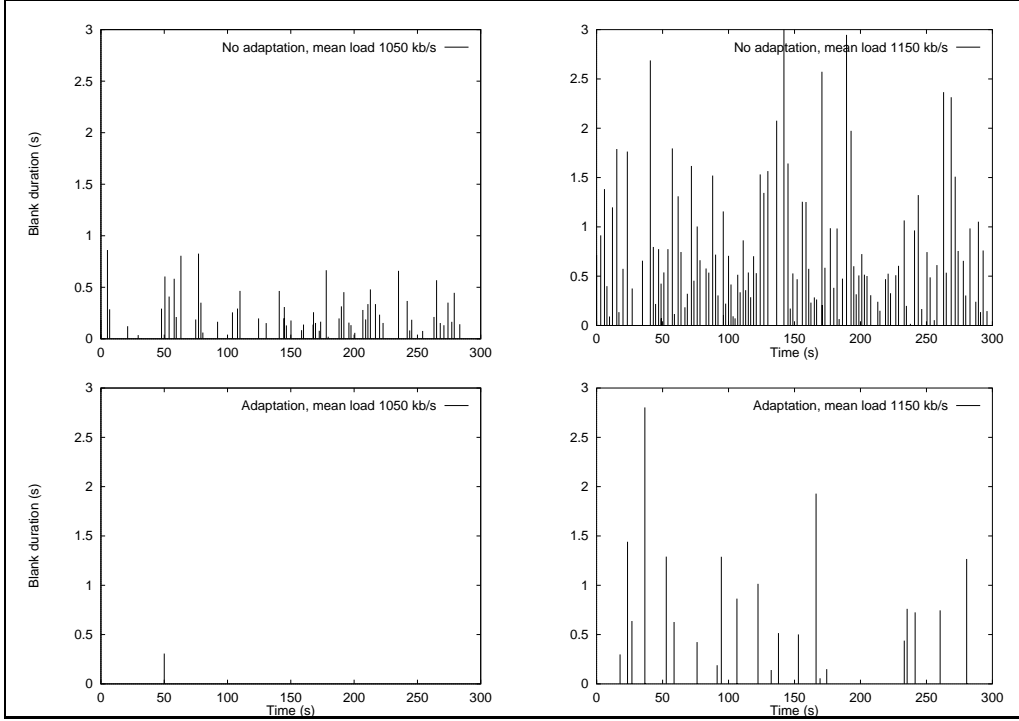 3
2.5
2
1.5
1
0.5
0
0 50 100 150 200 250 300
Blank duration (s)
No adaptation, mean load 1050 kb/s
3
2.5
2
1.5
1
0.5
0
0 50 100 150 200 250 300
Time (s)
No adaptation, mean load 1150 kb/s
3
2.5
2
1.5
1
0.5
0
0 50 100 150 200 250 300
Blank duration (s)
Time (s)
Adaptation, mean load 1050 kb/s
3
2.5
2
1.5
1
0.5
0
0 50 100 150 200 250 300
Time (s)
Adaptation, mean load 1150 kb/s